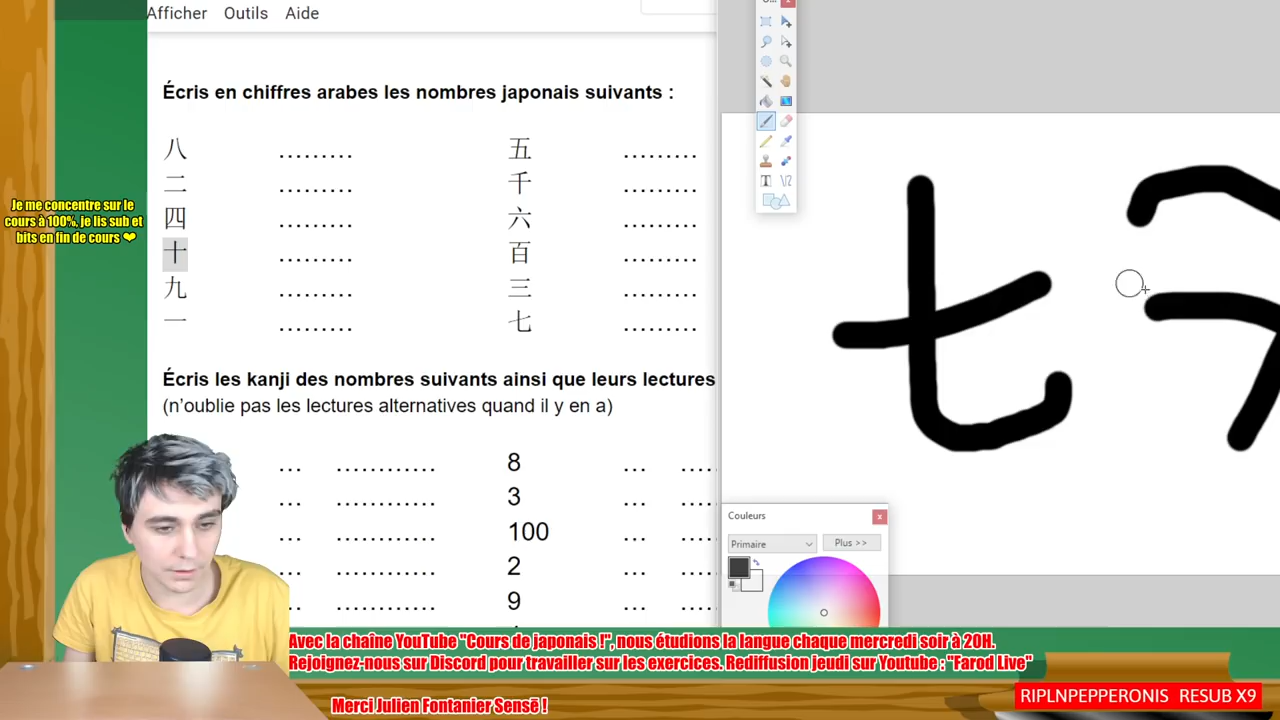 Afficher Outils Aide
Écris en chiffres arabes les nombres japonais suivants :
八 ……… 五 ………
二 ……… 千 ………
四 ……… 六 ………
十 ……… 百 ………
九 ……… 三 ………
一 ……… 七 ………
Écris les kanji des nombres suivants ainsi que leurs lectures
(n'oublie pas les lectures alternatives quand il y en a)
… ………… 8 … ….
… ………… 3 … ….
… ………… 100 … ….
… ………… 2 … ….
… ………… 9 … ….
Je me concentre sur le
cours à 100%, je lis sub et
bits en fin de cours ❤
七
Couleurs
Primaire Plus >>
Avec la chaîne YouTube "Cours de japonais !", nous étudions la langue chaque mercredi soir à 20H.
Rejoignez-nous sur Discord pour travailler sur les exercices. Rediffusion jeudi sur Youtube : "Farod Live"
Merci Julien Fontanier Sensē !
RIPLNPEPPERONIS RESUB X9